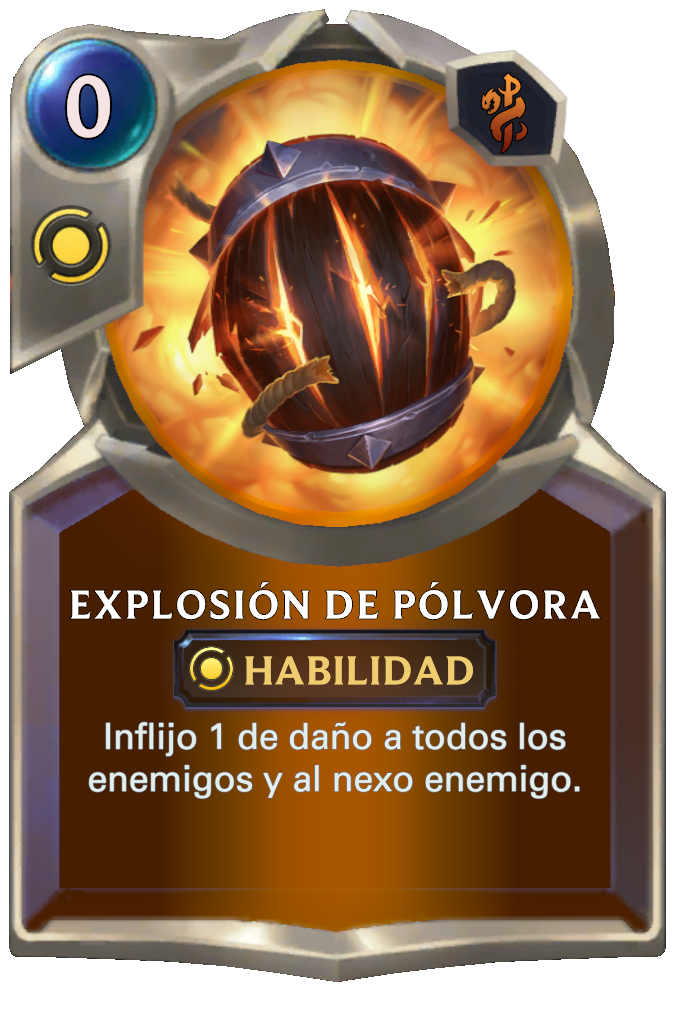 0
EXPLOSIÓN DE PÓLVORA
HABILIDAD
Inflijo 1 de daño a todos los
enemigos y al nexo enemigo.